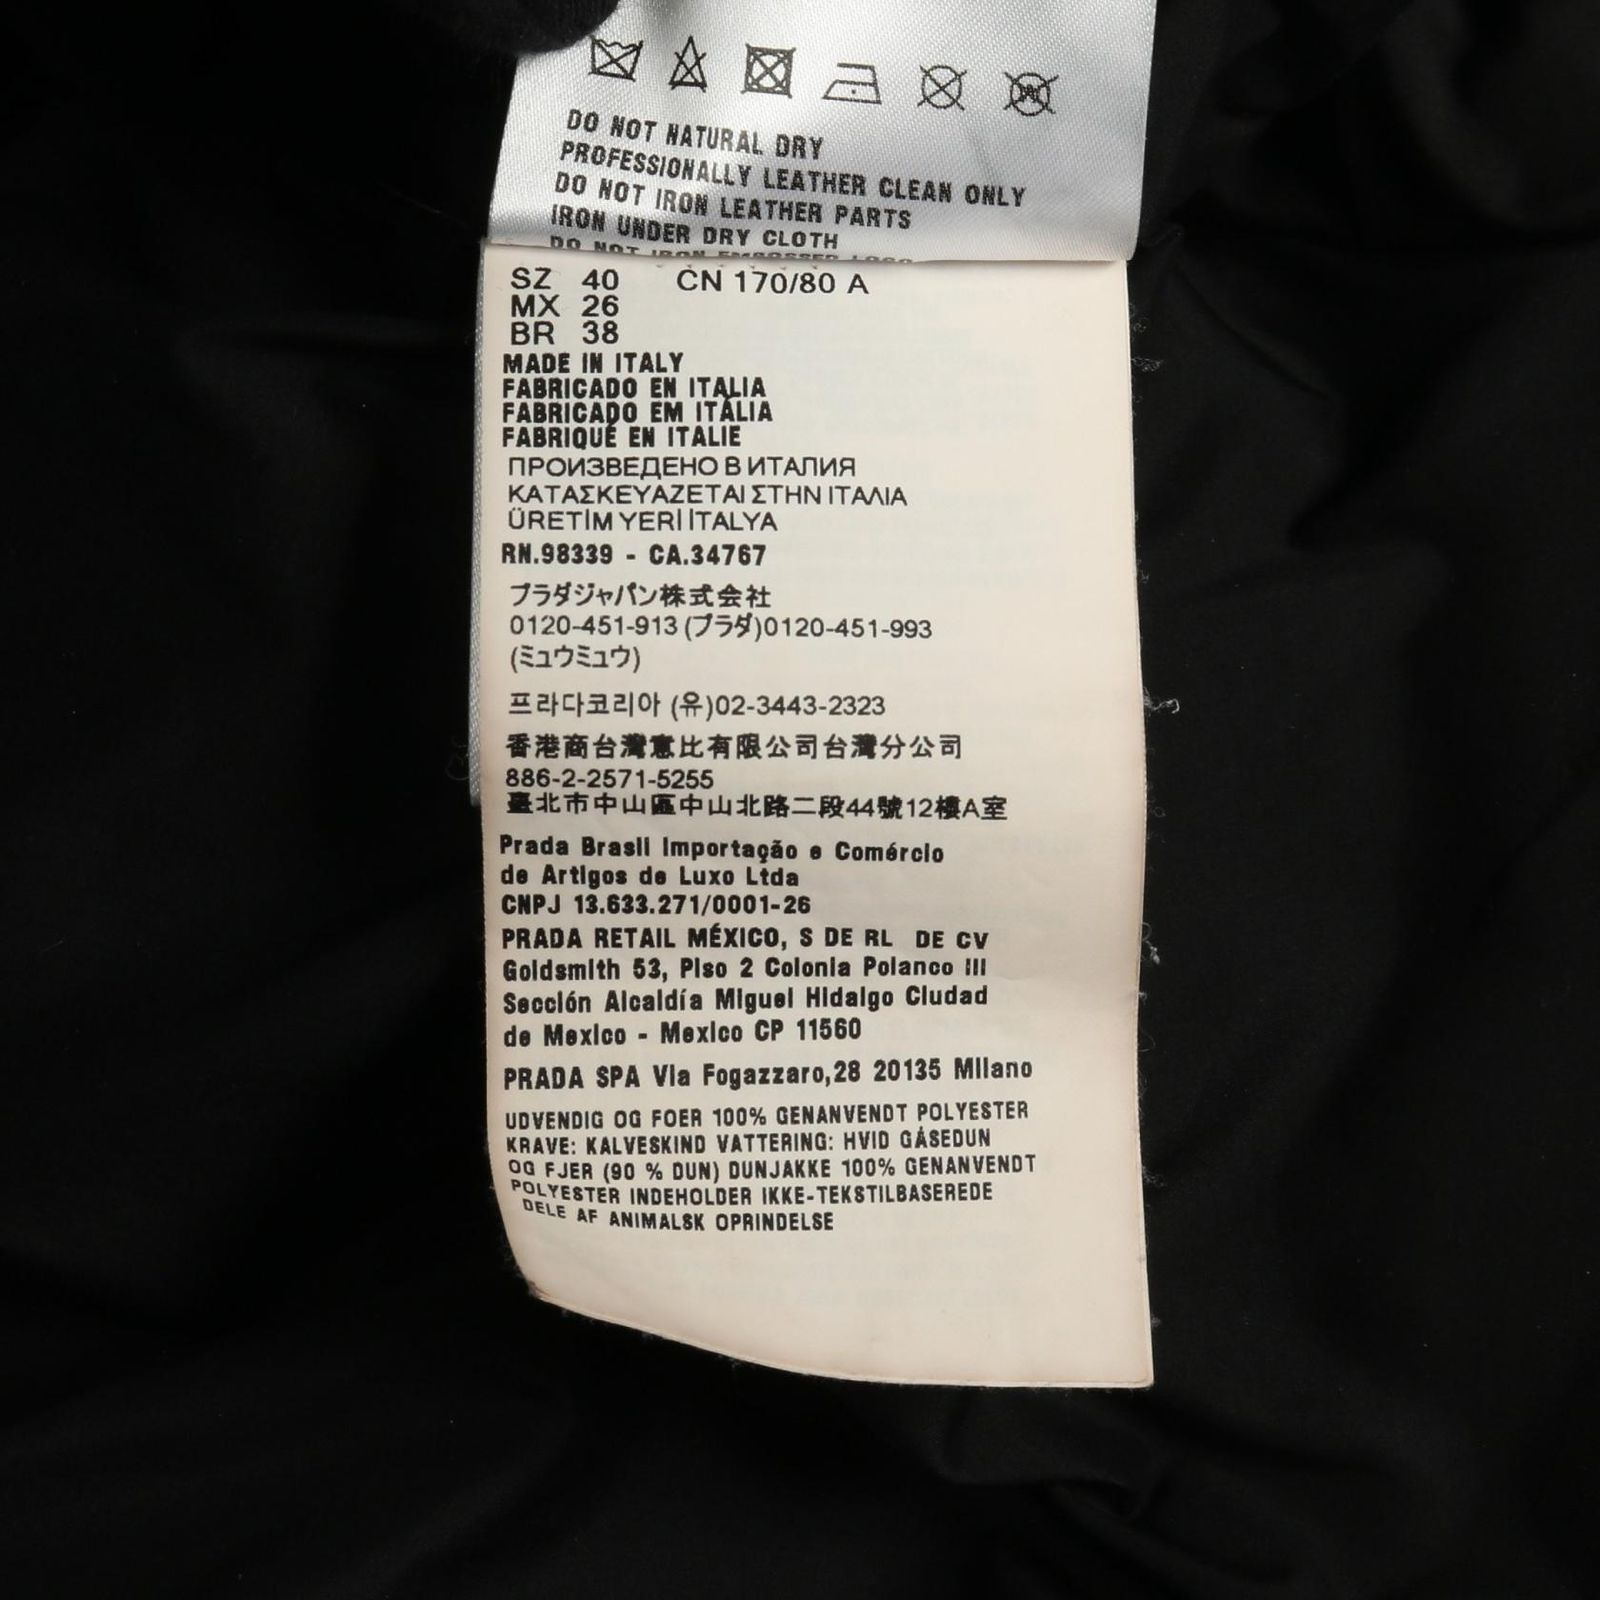 DO NOT NATURAL DRY
PROFESSIONALLY LEATHER CLEAN ONLY
DO NOT IRON LEATHER PARTS
IRON UNDER DRY CLOTH
DO NOT IRON EMBOSSED LOGO
SZ 40 CN 170/80 A
MX 26
BR 38
MADE IN ITALY
FABRICADO EN ITALIA
FABRICADO EM ITÁLIA
FABRIQUÉ EN ITALIE
ПРОИЗВЕДЕНО В ИТАЛИЯ
ΚΑΤΑΣΚΕΥΑΖΕΤΑΙ ΣΤΗΝ ΙΤΑΛΙΑ
ÜRETİM YERİ İTALYA
RN.98339 - CA.34767
プラダジャパン株式会社
0120-451-913 (プラダ)0120-451-993
(ミュウミュウ)
프라다코리아 (유)02-3443-2323
香港商台灣惠比有限公司台灣分公司
886-2-2571-5255
臺北市中山區中山北路二段44號12樓A室
Prada Brasil Importação e Comércio
de Artigos de Luxo Ltda
CNPJ 13.633.271/0001-26
PRADA RETAIL MÉXICO, S DE RL DE CV
Goldsmith 53, Piso 2 Colonia Polanco III
Sección Alcaldía Miguel Hidalgo Ciudad
de Mexico - Mexico CP 11560
PRADA SPA Via Fogazzaro,28 20135 Milano
UDVENDIG OG FOER 100% GENANVENDT POLYESTER
KRAVE: KALVESKIND VATTERING: HVID GÅSEDUN
OG FJER (90 % DUN) DUNJAKKE 100% GENANVENDT
POLYESTER INDEHOLDER IKKE-TEKSTILBASEREDE
DELE AF ANIMALSK OPRINDELSE